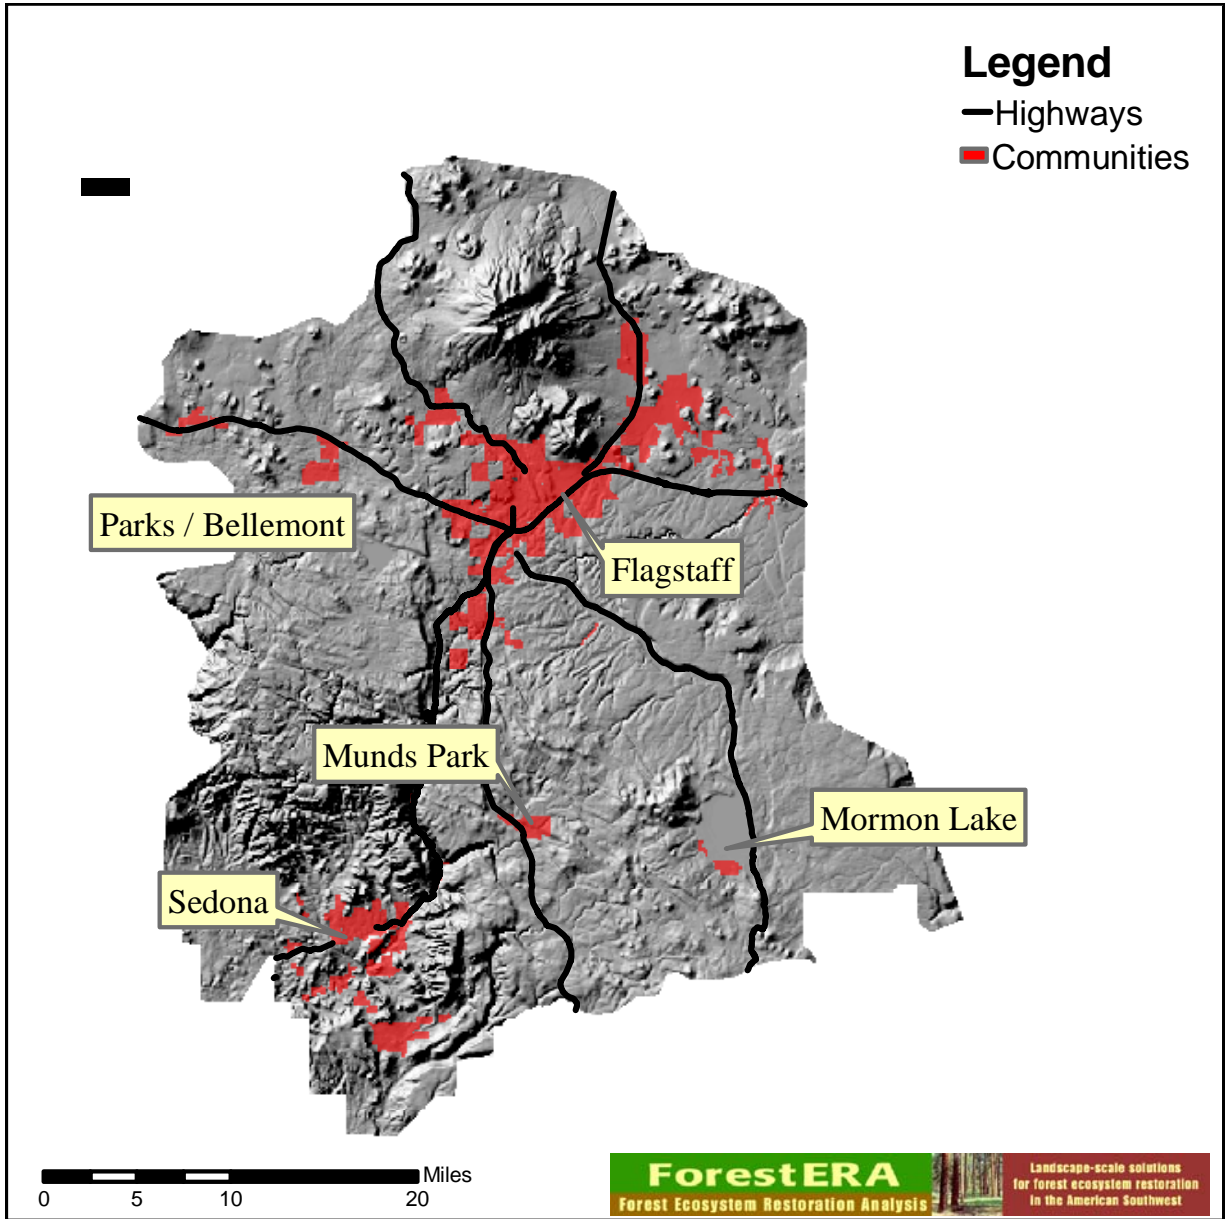 Legend
Highways
Communities
Parks / Bellemont
Flagstaff
Munds Park
Mormon Lake
Sedona
Miles
0 5 10 20
ForestERA
Forest Ecosystem Restoration Analysis
Landscape-scale solutions
for forest ecosystem restoration
in the American Southwest